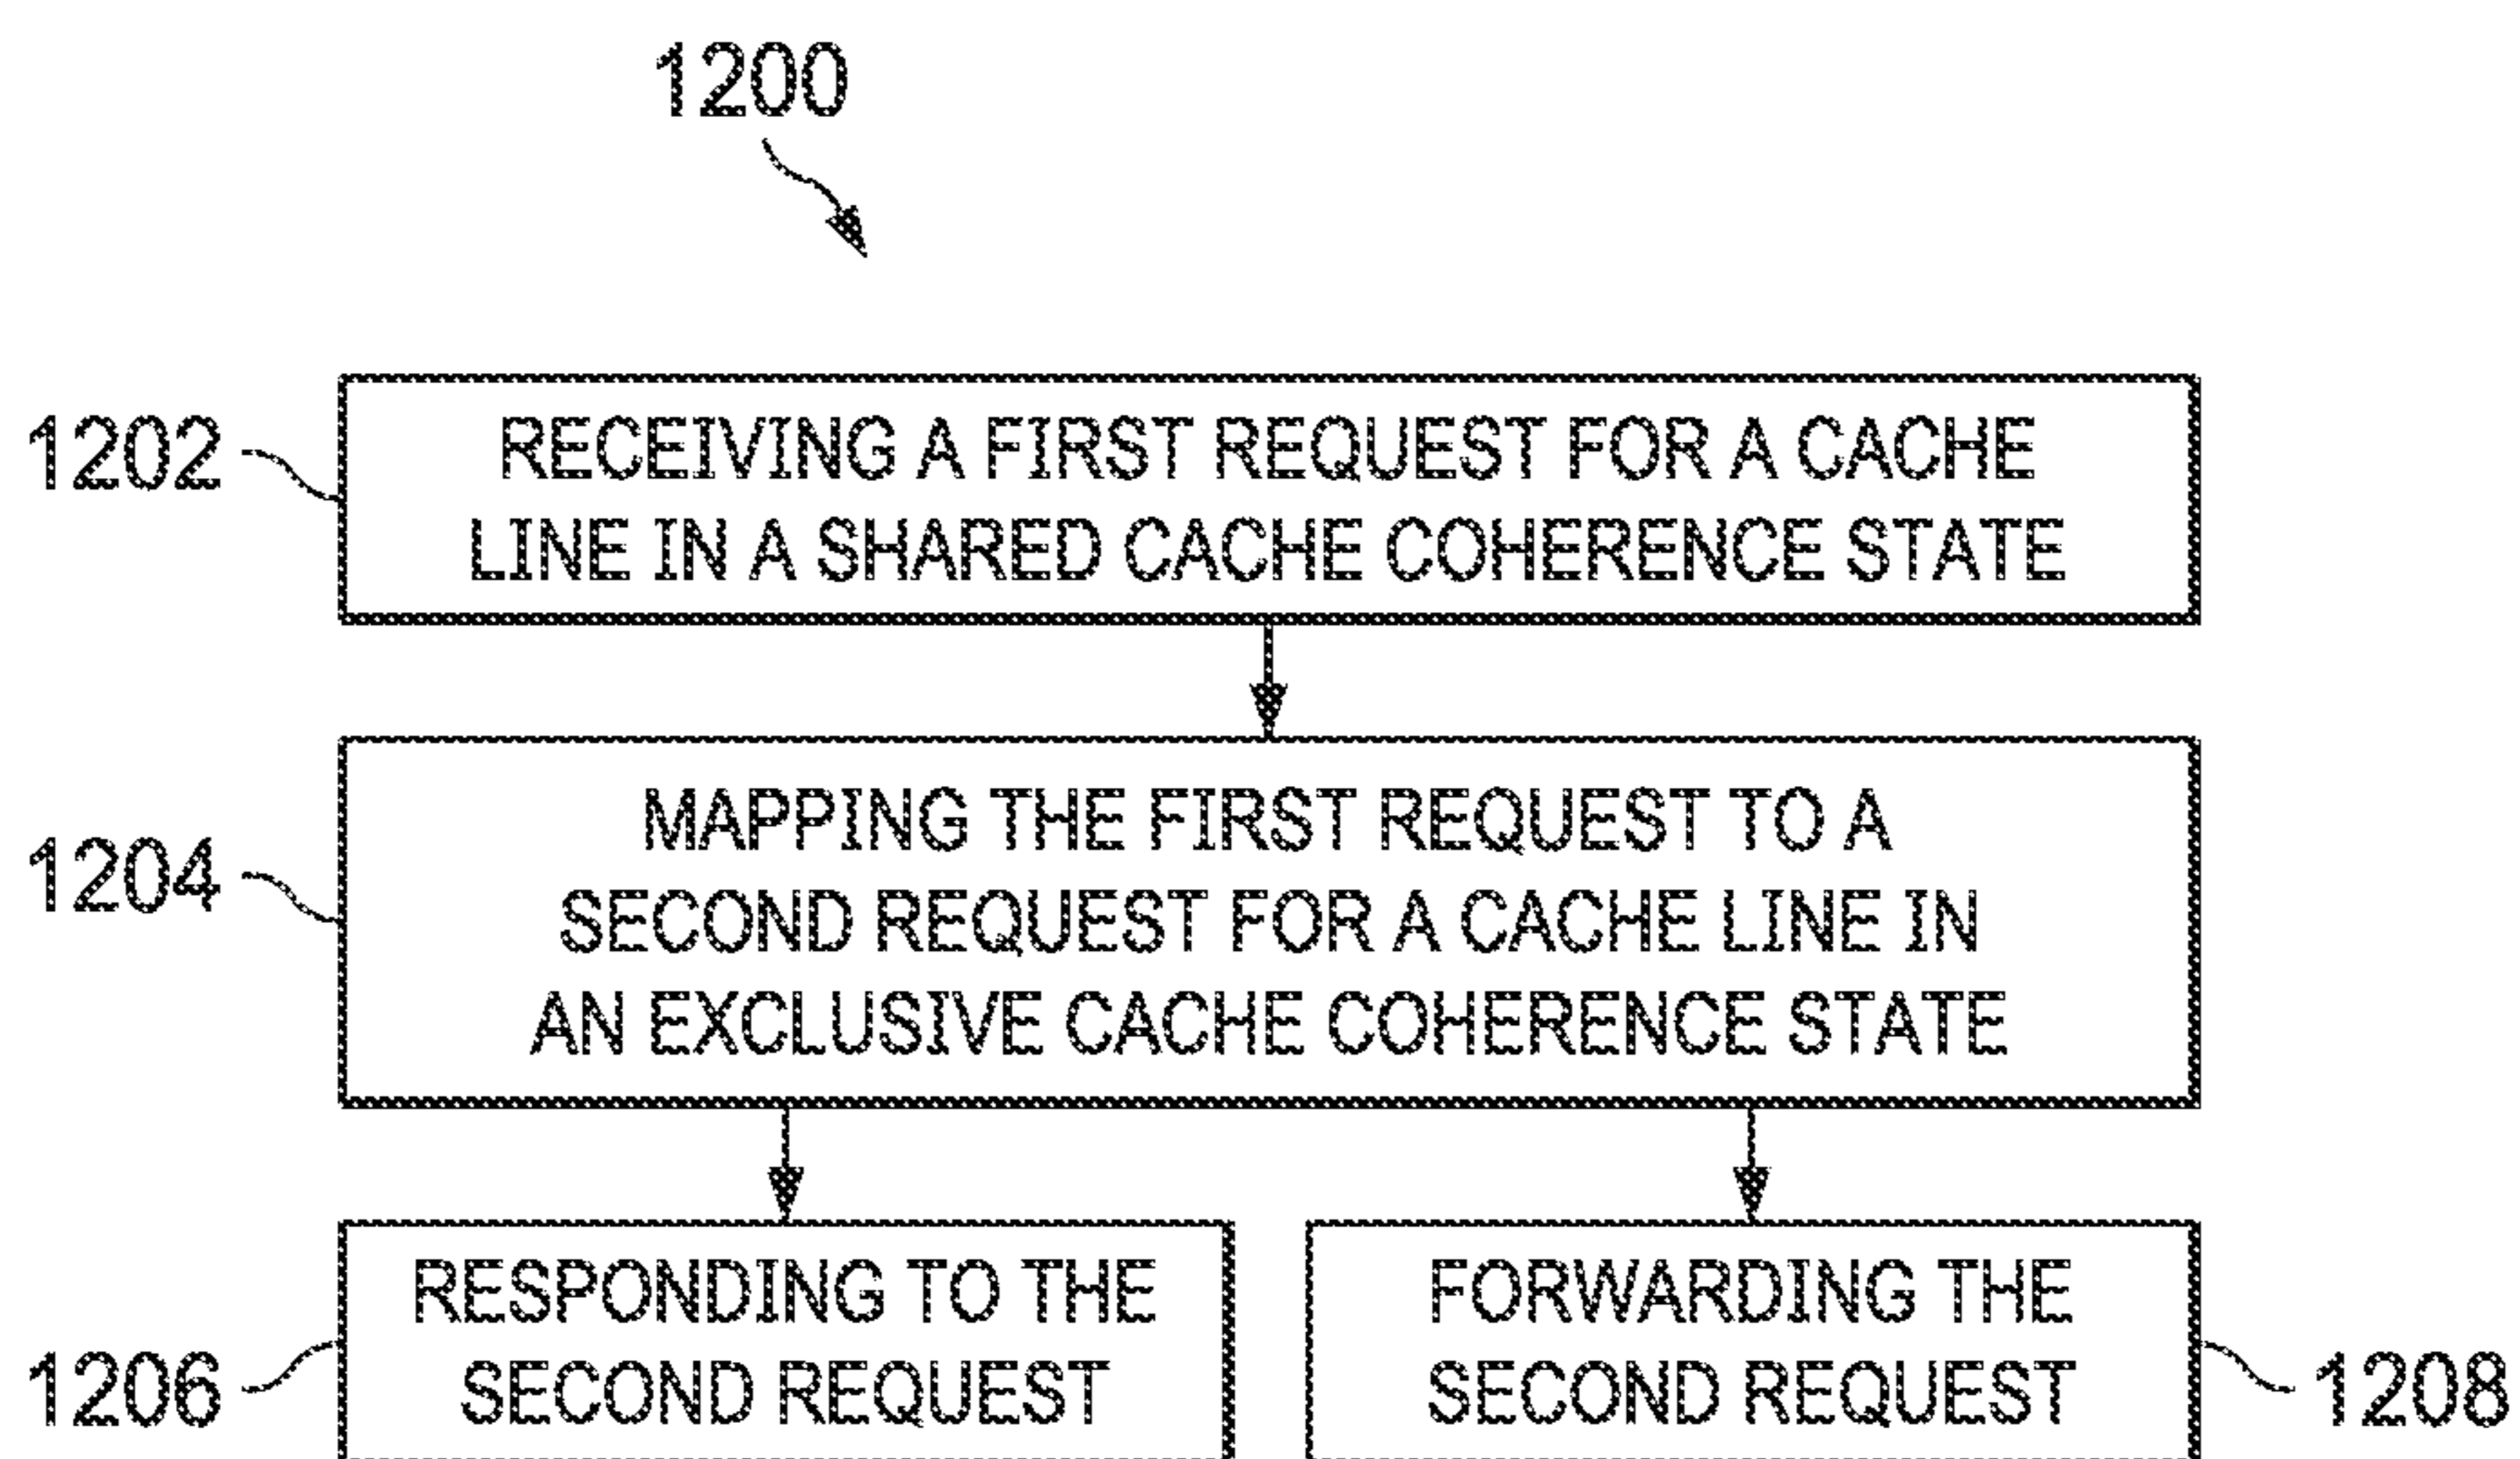 1200
1202
RECEIVING A FIRST REQUEST FOR A CACHE
LINE IN A SHARED CACHE COHERENCE STATE
1204
MAPPING THE FIRST REQUEST TO A
SECOND REQUEST FOR A CACHE LINE IN
AN EXCLUSIVE CACHE COHERENCE STATE
1206
RESPONDING TO THE
SECOND REQUEST
FORWARDING THE
SECOND REQUEST
1208